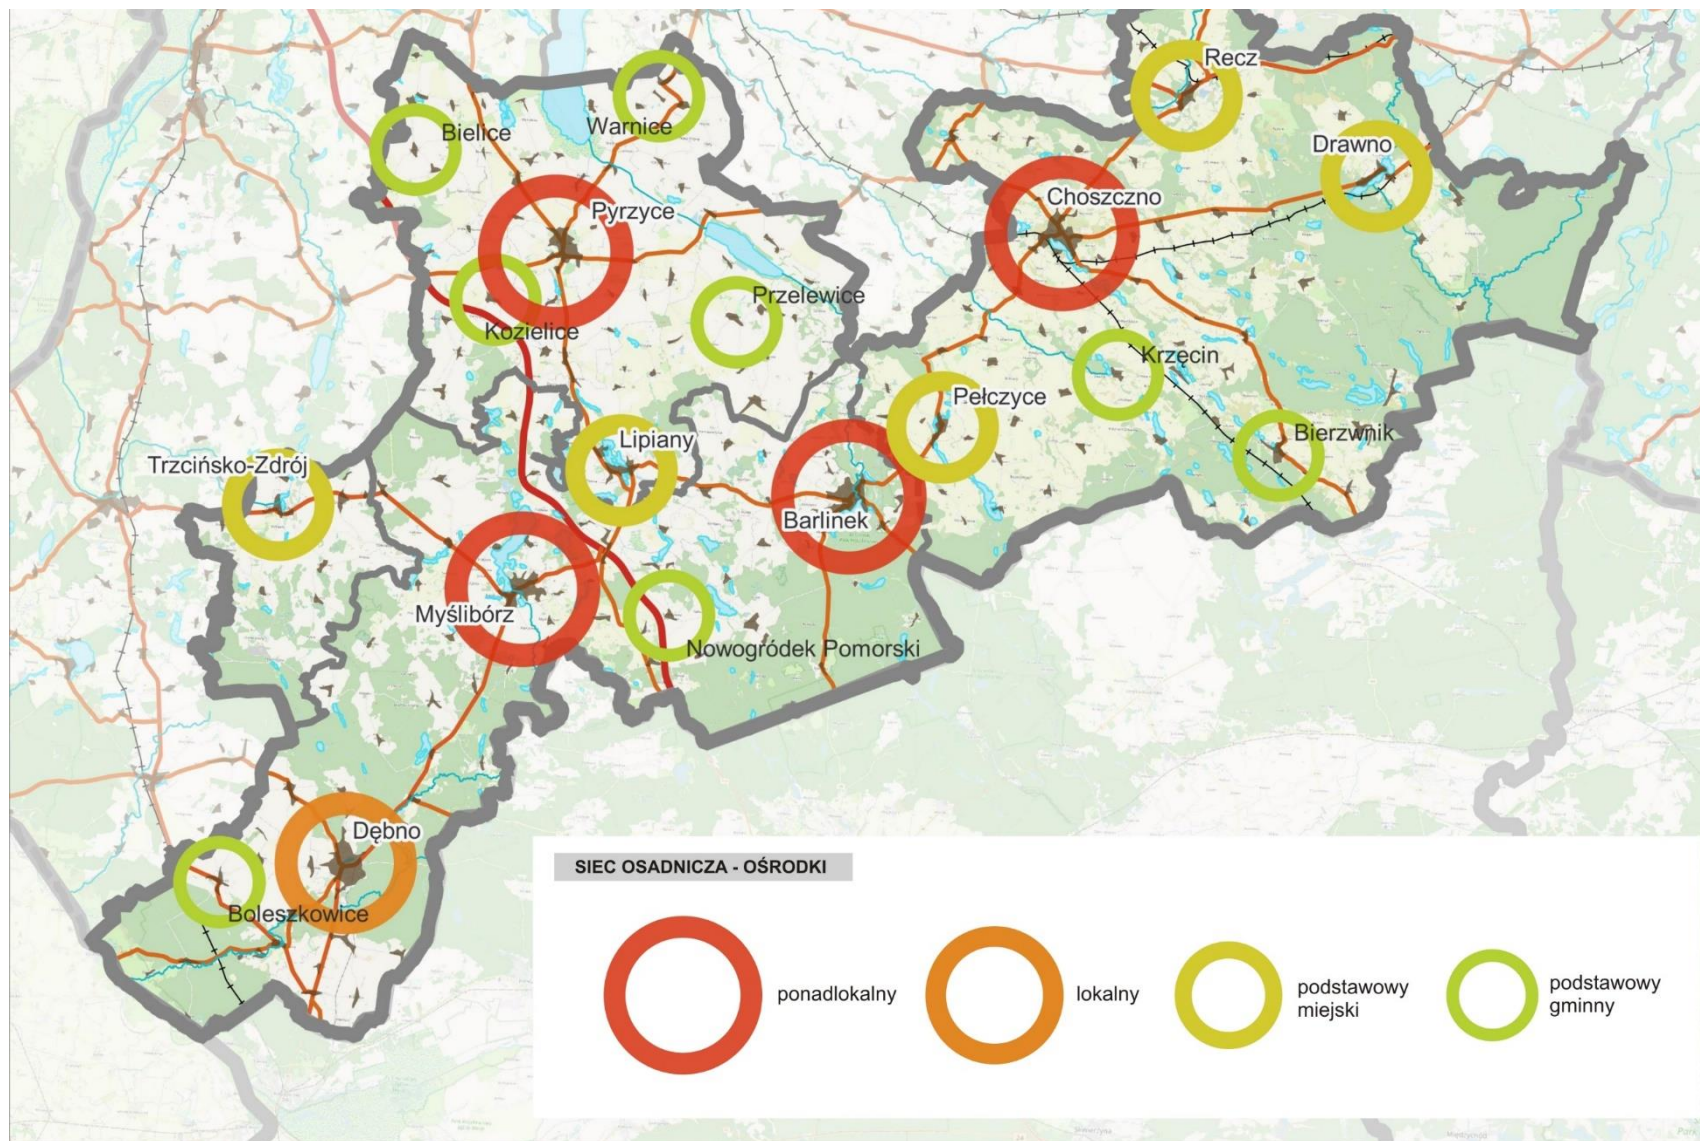 Recz
Bielice
Warnice
Drawno
Choszczno
Pyrzyce
Przelewice
Kozielice
Krzęcin
Pełczyce
Lipiany
Bierzwnik
Trzcińsko-Zdrój
Barlinek
Myślibórz
Nowogródek Pomorski
Dębno
Boleszkowice
SIEC OSADNICZA - OŚRODKI
ponadlokalny
lokalny
podstawowy
miejski
podstawowy
gminny